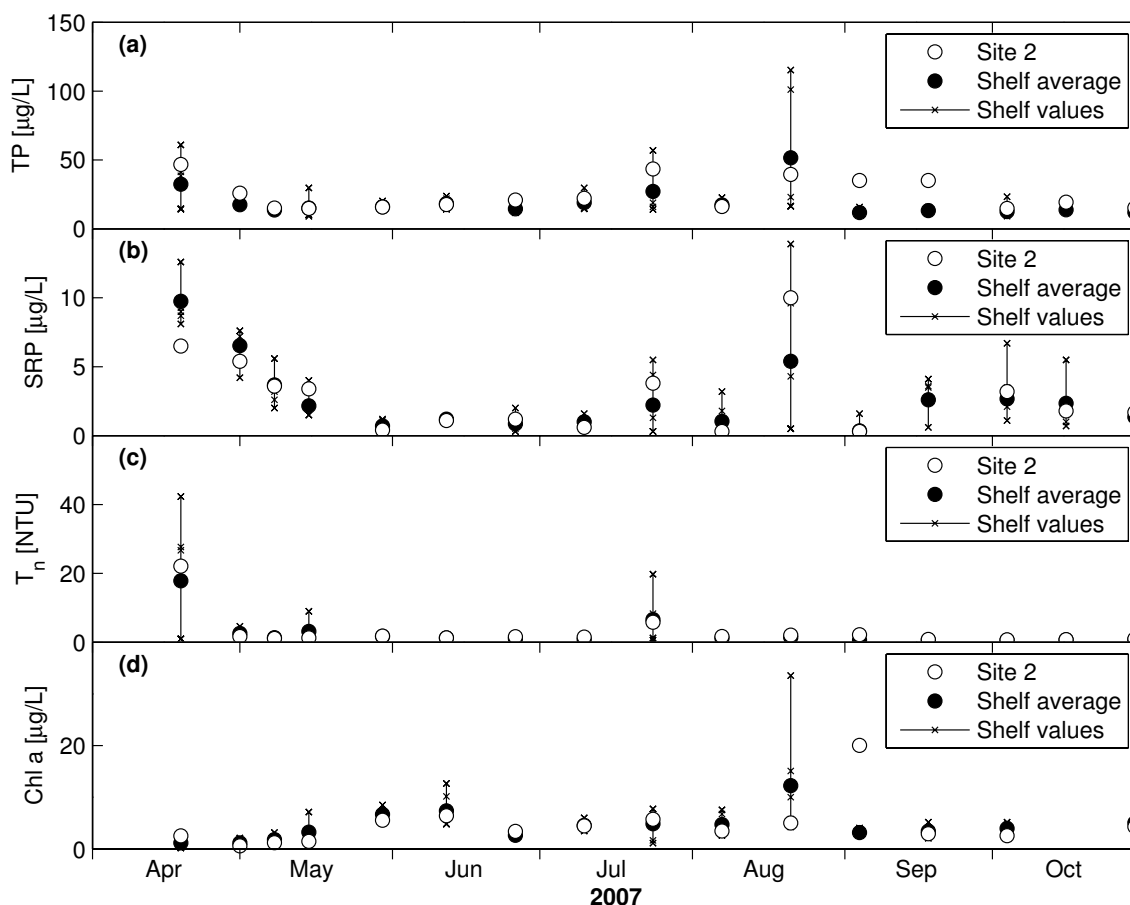 150
(a)
Site 2
Shelf average
Shelf values
100
50
0
TP [μg/L]
(b)
Site 2
Shelf average
Shelf values
10
5
0
SRP [μg/L]
(c)
Site 2
Shelf average
Shelf values
40
20
0
T_n [NTU]
(d)
Site 2
Shelf average
Shelf values
20
0
Chl a [μg/L]
Apr May Jun Jul Aug Sep Oct
2007